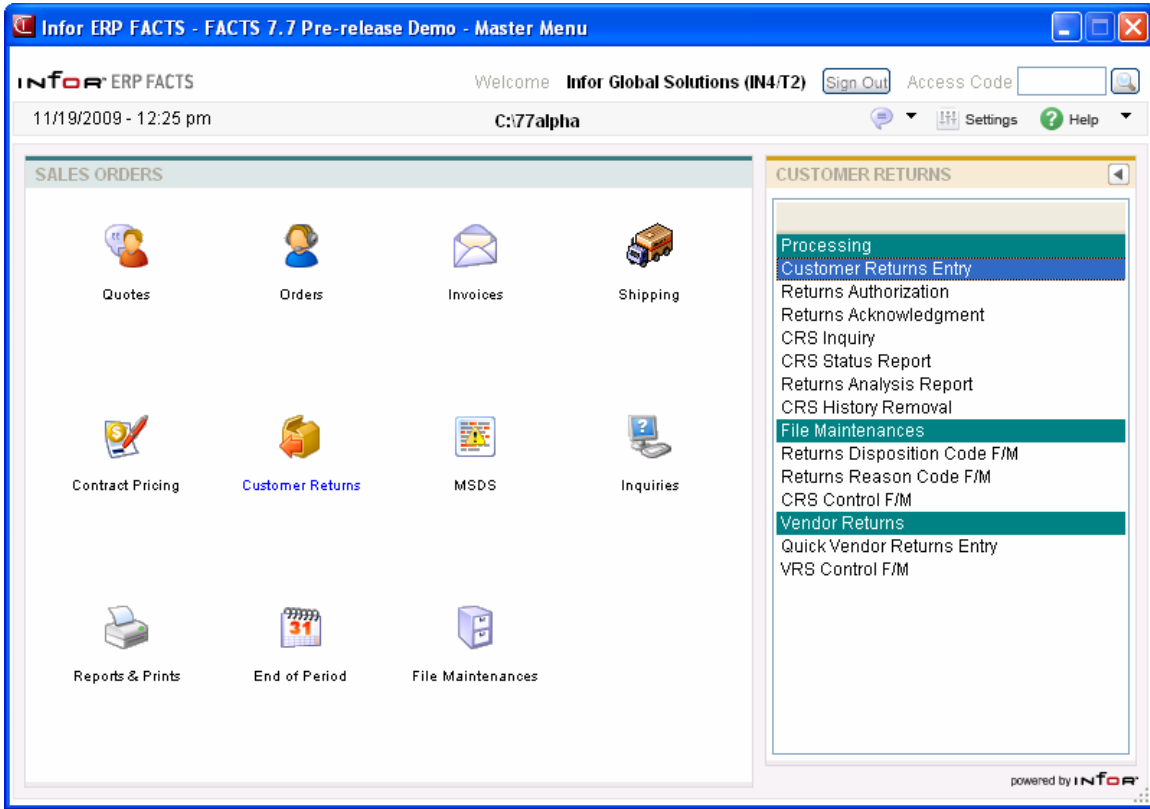 Infor ERP FACTS - FACTS 7.7 Pre-release Demo - Master Menu
INfOR ERP FACTS
Welcome Infor Global Solutions (IN4/T2) Sign Out Access Code
11/19/2009 - 12:25 pm C:\77alpha Settings Help
SALES ORDERS
Quotes Orders Invoices Shipping
Contract Pricing Customer Returns MSDS Inquiries
31
Reports & Prints End of Period File Maintenances
CUSTOMER RETURNS
Processing
Customer Returns Entry
Returns Authorization
Returns Acknowledgment
CRS Inquiry
CRS Status Report
Returns Analysis Report
CRS History Removal
File Maintenances
Returns Disposition Code F/M
Returns Reason Code F/M
CRS Control F/M
Vendor Returns
Quick Vendor Returns Entry
VRS Control F/M
powered by INfOR